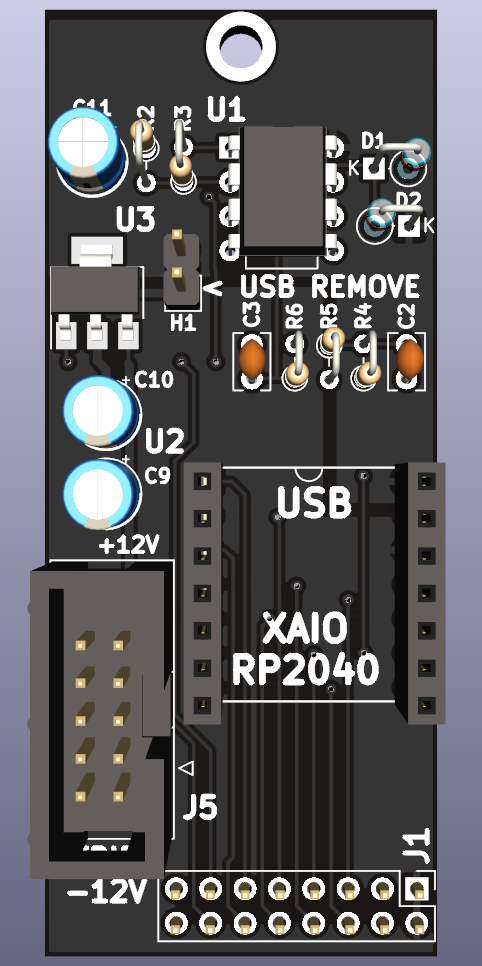 C11
R2
R3
U1
D1
K
D2
K
U3
< USB REMOVE
H1
C3
R6
R5
R4
C2
+
C10
U2
+
C9
+12V
USB
XAIO
RP2040
J5
J1
-12V